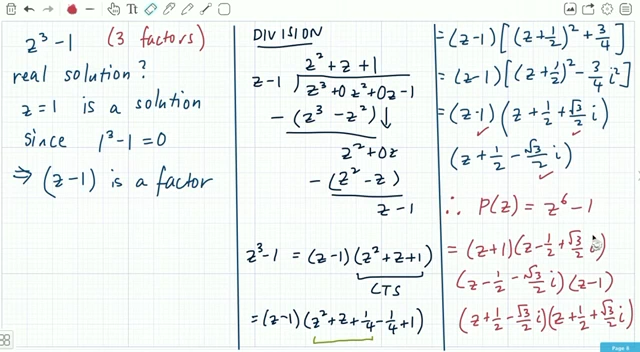 z³ - 1 (3 factors)
real solution?
z = 1 is a solution
since 1³ - 1 = 0
⇒ (z - 1) is a factor
DIVISION
z² + z + 1
z - 1 ) z³ + 0z² + 0z - 1
- (z³ - z²) ↓
z² + 0z
- (z² - z)
z - 1
z³ - 1 = (z - 1)(z² + z + 1)
CTS
= (z - 1)(z² + z + 1/4 - 1/4 + 1)
= (z - 1)[(z + 1/2)² + 3/4]
= (z - 1)[(z + 1/2)² - 3/4 i²]
= (z - 1)(z + 1/2 + √3/2 i)
(z + 1/2 - √3/2 i)
∴ P(z) = z⁶ - 1
= (z + 1)(z - 1/2 + √3/2 i)
(z - 1/2 - √3/2 i)(z - 1)
(z + 1/2 - √3/2 i)(z + 1/2 + √3/2 i)
Page 6